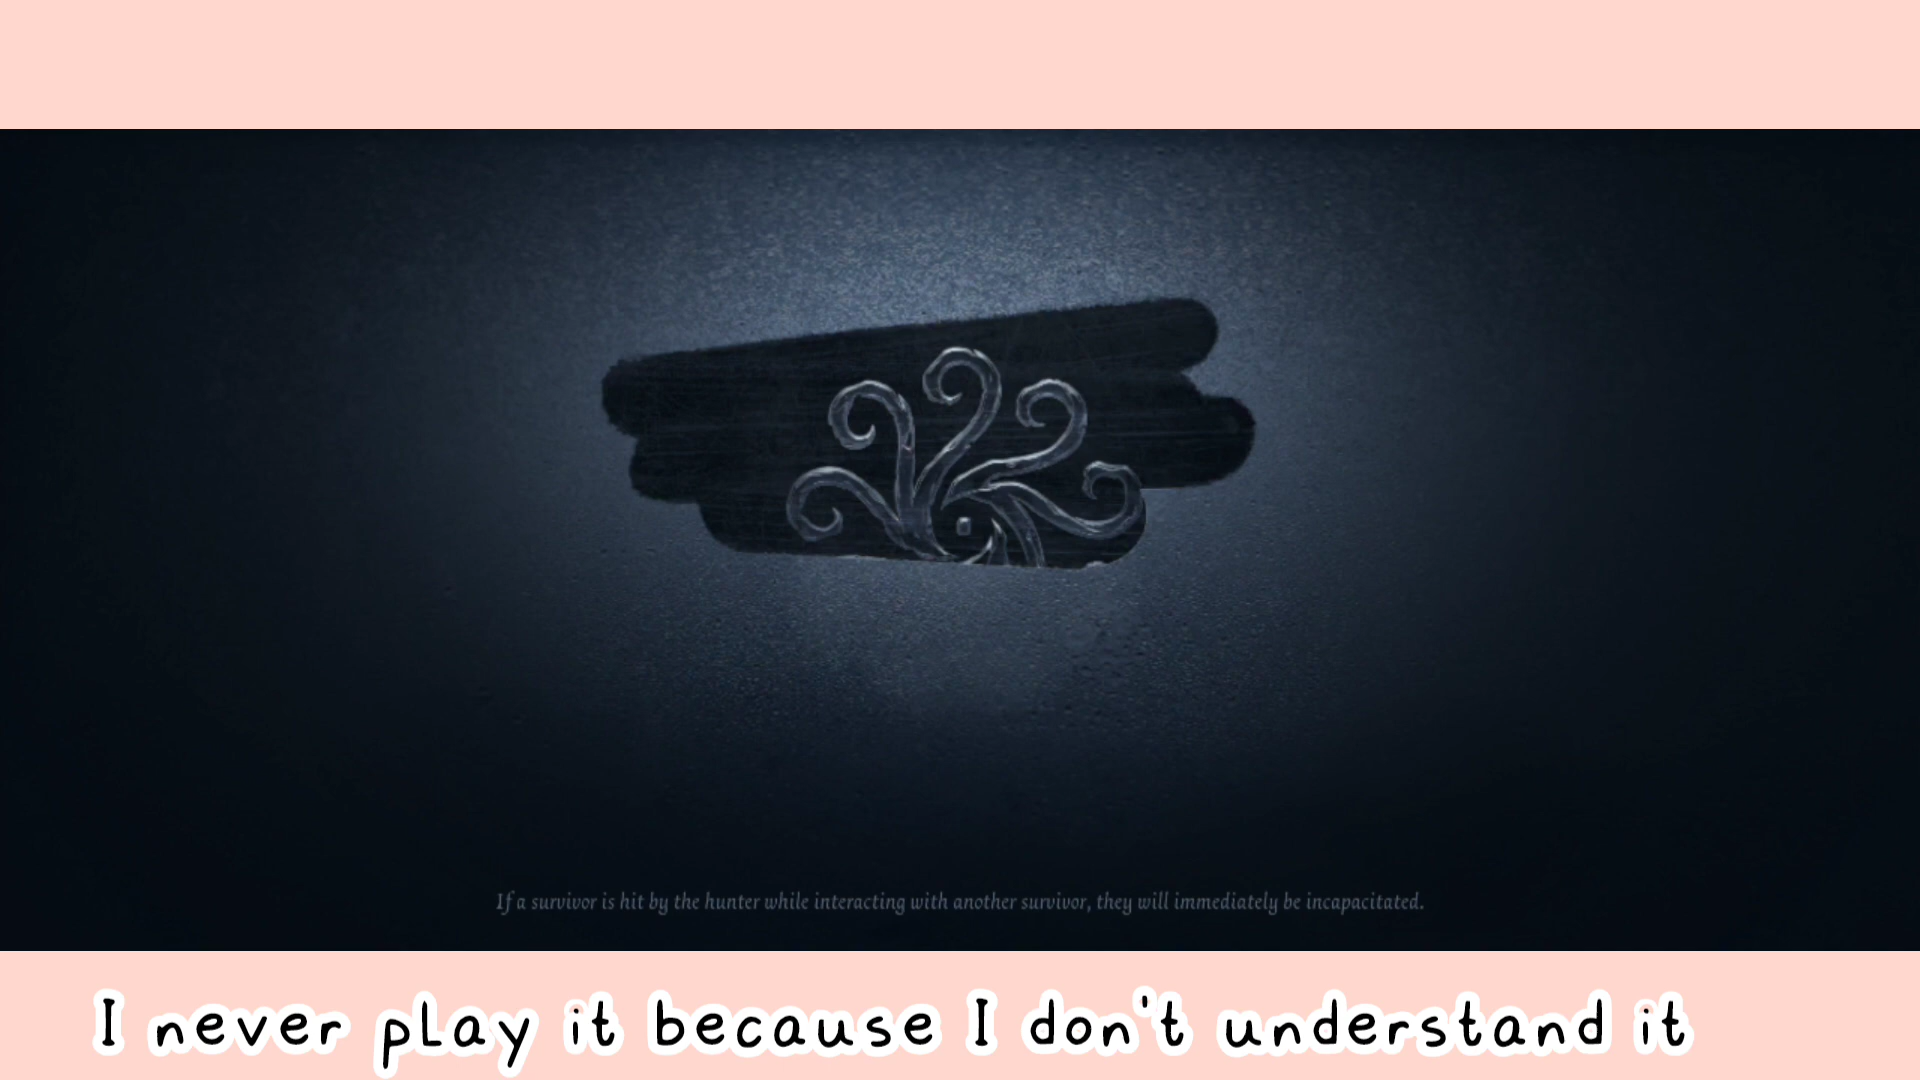 If a survivor is hit by the hunter while interacting with another survivor, they will immediately be incapacitated.
I never play it because I don't understand it